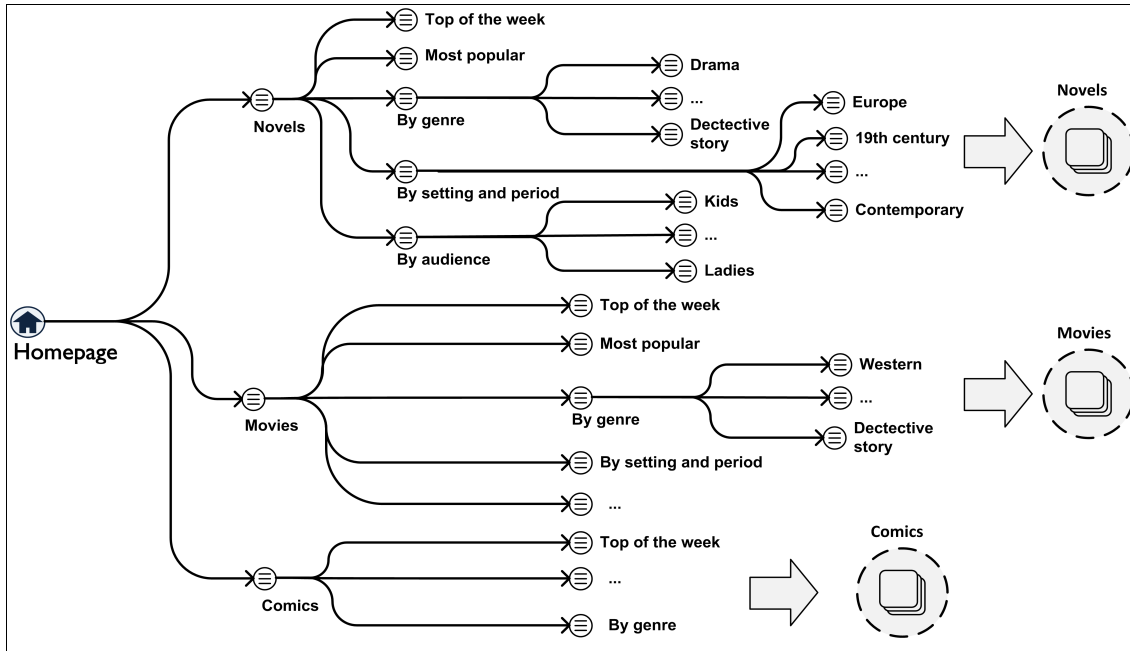 Top of the week
Most popular
Drama
...
Dectective
story
By genre
Novels
Europe
19th century
...
Contemporary
By setting and period
Kids
...
Ladies
By audience
Novels
Homepage
Top of the week
Most popular
Western
...
Dectective
story
By genre
Movies
By setting and period
...
Movies
Top of the week
...
By genre
Comics
Comics